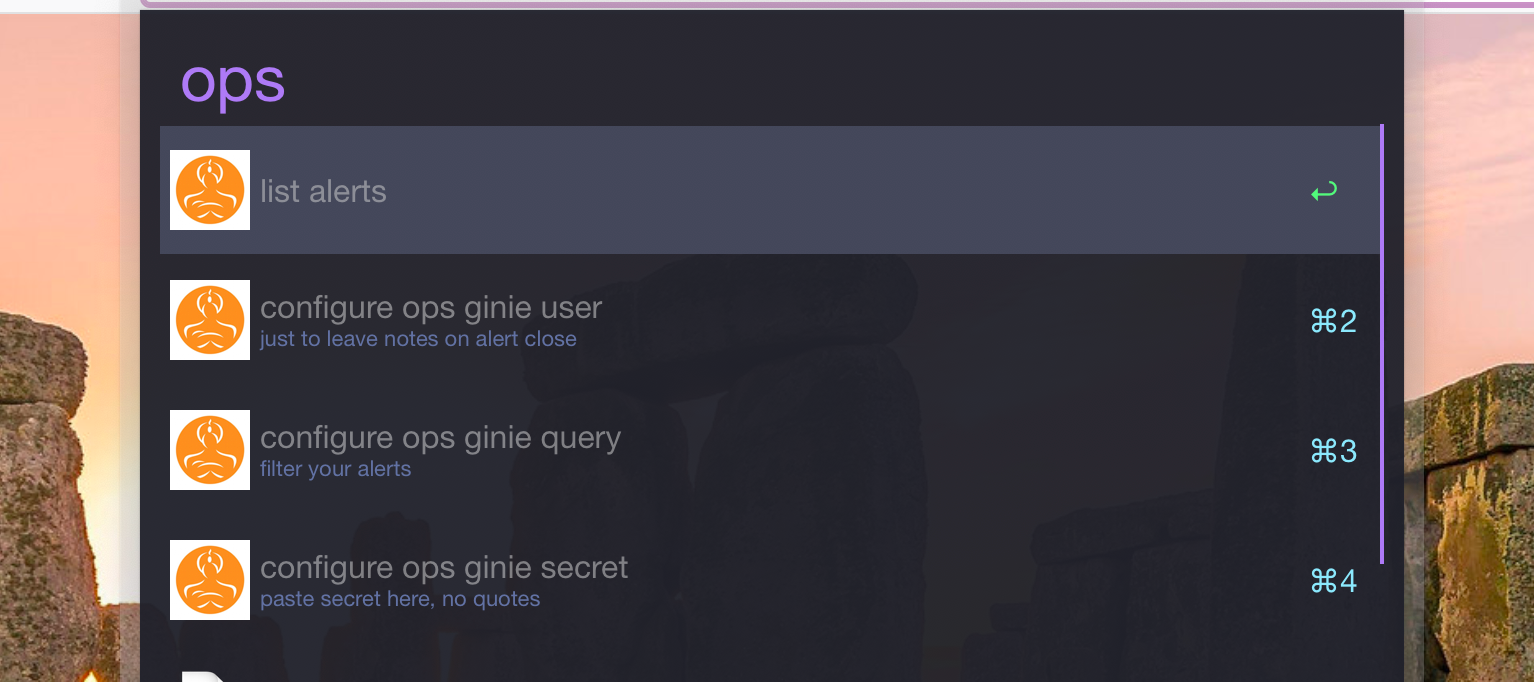 ops
list alerts
configure ops ginie user
just to leave notes on alert close
⌘2
configure ops ginie query
filter your alerts
⌘3
configure ops ginie secret
paste secret here, no quotes
⌘4